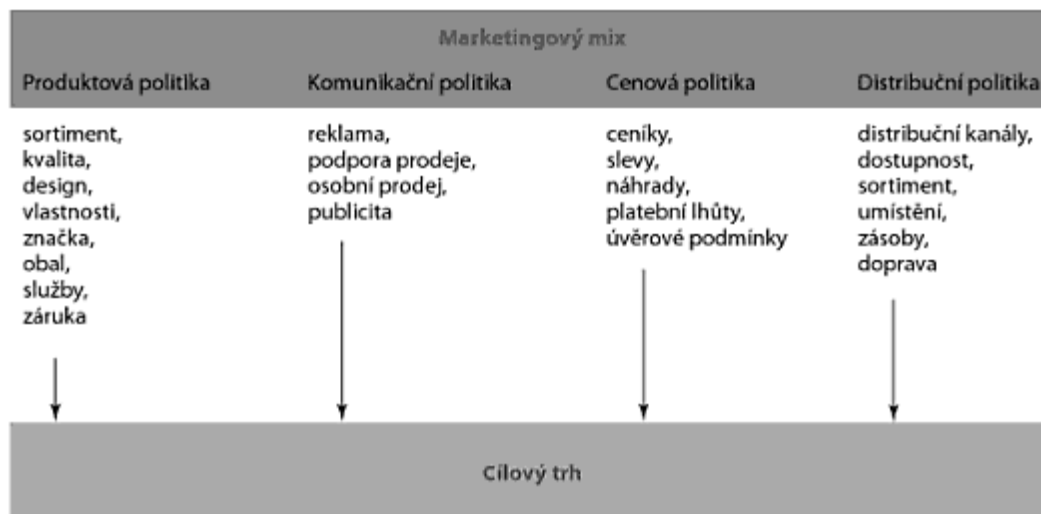 Marketingový mix
Produktová politika
Komunikační politika
Cenová politika
Distribuční politika
sortiment,
kvalita,
design,
vlastnosti,
značka,
obal,
služby,
záruka
reklama,
podpora prodeje,
osobní prodej,
publicita
ceníky,
slevy,
náhrady,
platební lhůty,
úvěrové podmínky
distribuční kanály,
dostupnost,
sortiment,
umístění,
zásoby,
doprava
Cílový trh